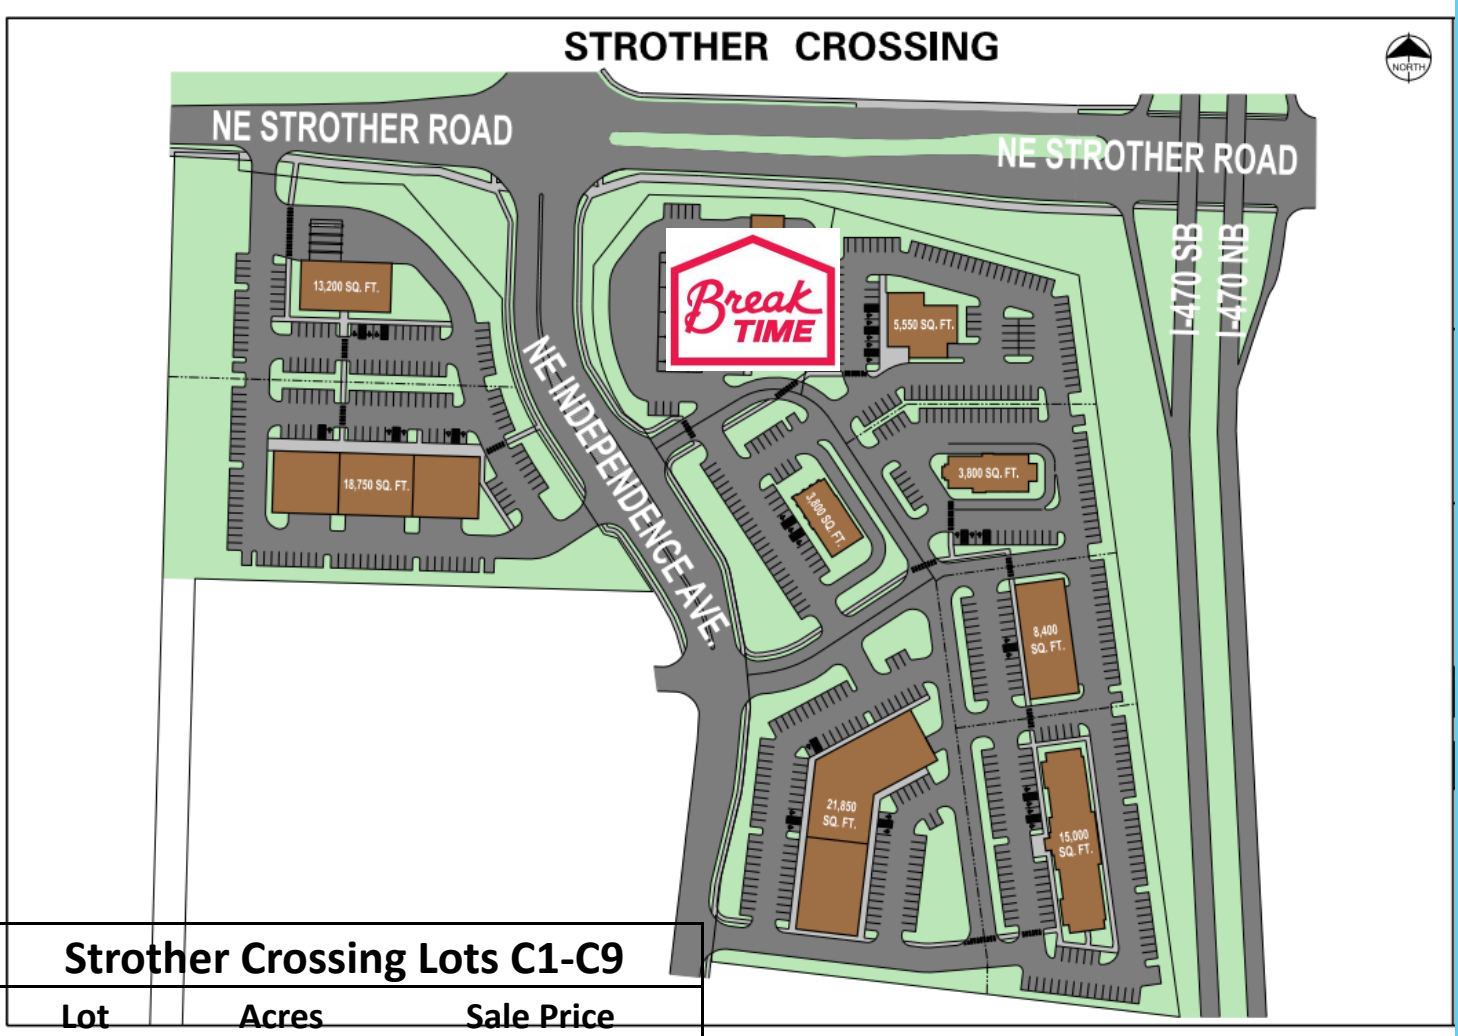 STROTHER CROSSING
NORTH
NE STROTHER ROAD
NE STROTHER ROAD
I-470 SB
I-470 NB
13,200 SQ. FT.
Break
TIME
5,550 SQ. FT.
NE INDEPENDENCE AVE.
18,750 SQ. FT.
3,800 SQ. FT.
3,800 SQ. FT.
8,400
SQ. FT.
21,850
SQ. FT.
15,000
SQ. FT.
Strother Crossing Lots C1-C9
Lot Acres Sale Price